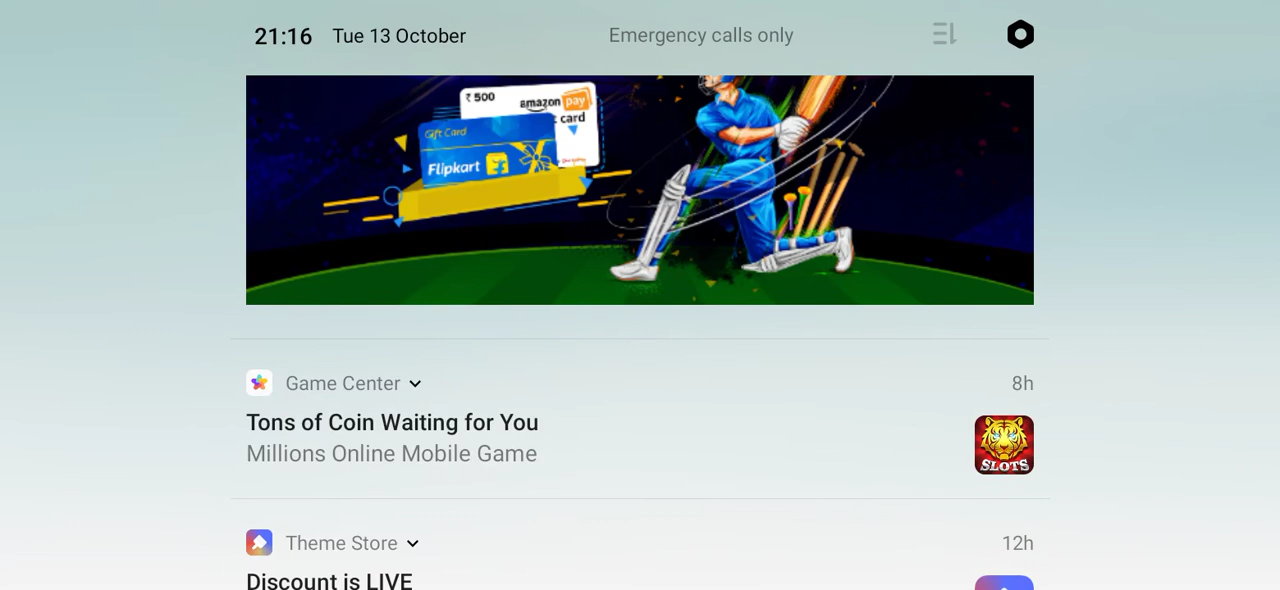 21:16 Tue 13 October Emergency calls only
₹ 500
amazon pay
card
Gift Card
Flipkart
Game Center 8h
Tons of Coin Waiting for You
Millions Online Mobile Game
SLOTS
Theme Store 12h
Discount is LIVE